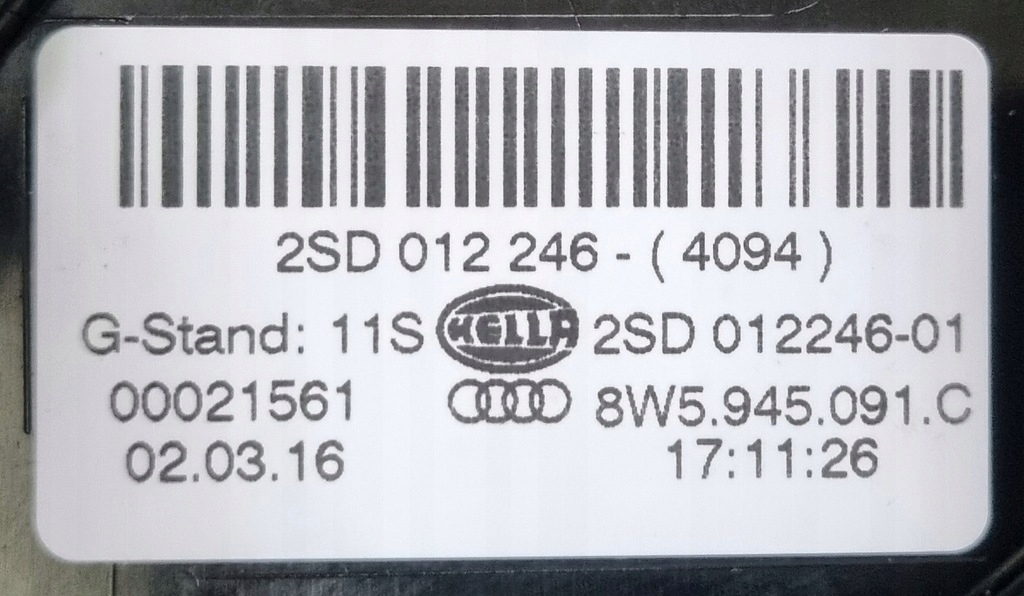 2SD 012 246 - ( 4094 )
G-Stand: 11S HELLA 2SD 012246-01
00021561 8W5.945.091.C
02.03.16 17:11:26